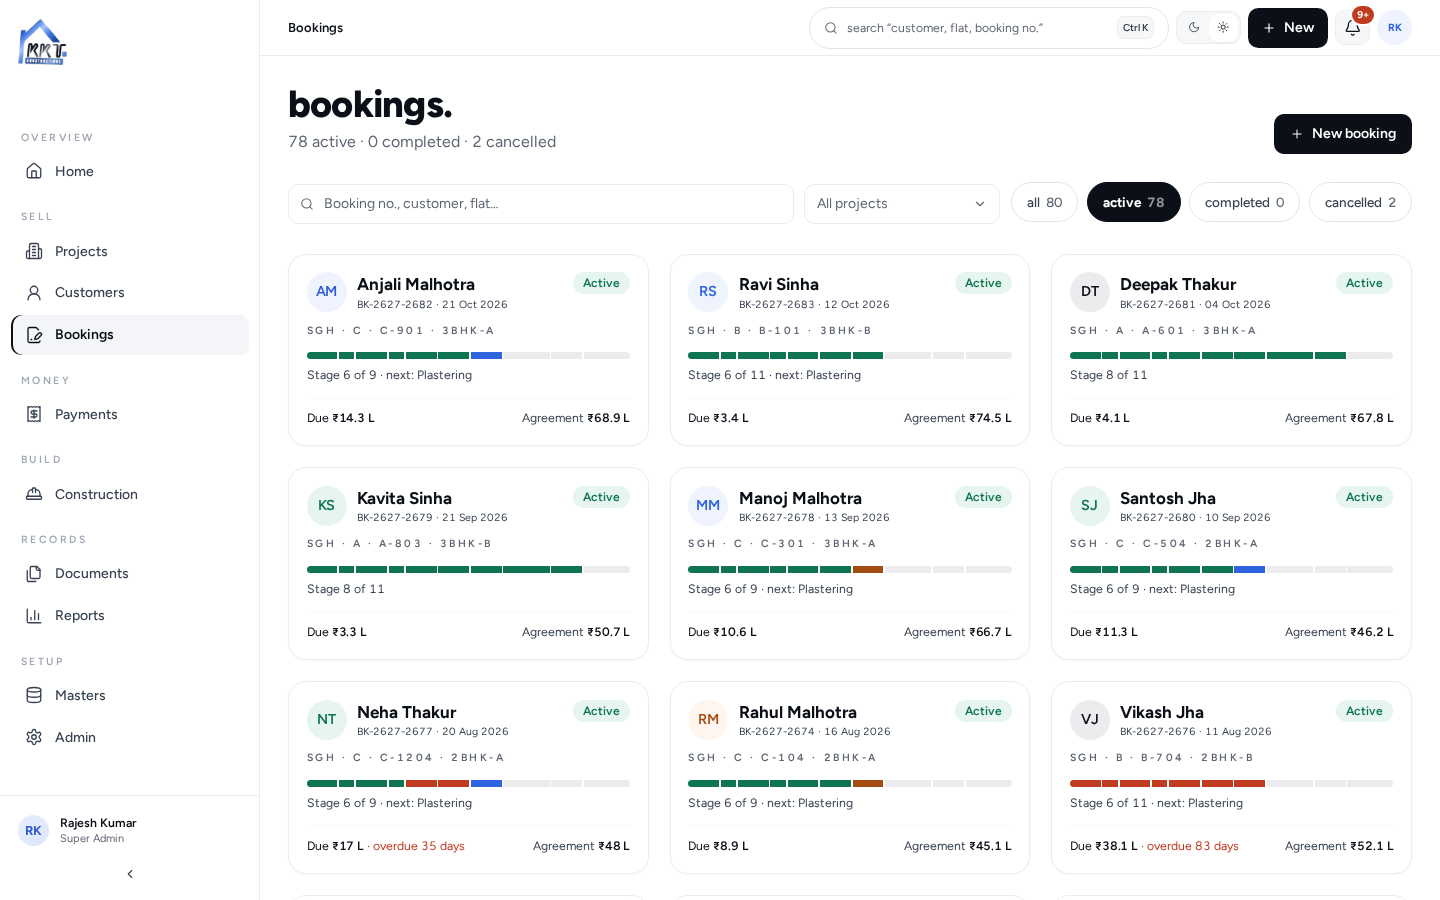 RKT
CONSTRUCTIONS
OVERVIEW
Home
SELL
Projects
Customers
Bookings
MONEY
Payments
BUILD
Construction
RECORDS
Documents
Reports
SETUP
Masters
Admin
RK
Rajesh Kumar
Super Admin
Bookings
search “customer, flat, booking no.”
Ctrl K
New
9+
RK
bookings.
78 active · 0 completed · 2 cancelled
New booking
Booking no., customer, flat...
All projects
all 80
active 78
completed 0
cancelled 2
AM
Anjali Malhotra
Active
BK-2627-2682 · 21 Oct 2026
SGH · C · C-901 · 3BHK-A
Stage 6 of 9 · next: Plastering
Due ₹14.3 L
Agreement ₹68.9 L
RS
Ravi Sinha
Active
BK-2627-2683 · 12 Oct 2026
SGH · B · B-101 · 3BHK-B
Stage 6 of 11 · next: Plastering
Due ₹3.4 L
Agreement ₹74.5 L
DT
Deepak Thakur
Active
BK-2627-2681 · 04 Oct 2026
SGH · A · A-601 · 3BHK-A
Stage 8 of 11
Due ₹4.1 L
Agreement ₹67.8 L
KS
Kavita Sinha
Active
BK-2627-2679 · 21 Sep 2026
SGH · A · A-803 · 3BHK-B
Stage 8 of 11
Due ₹3.3 L
Agreement ₹50.7 L
MM
Manoj Malhotra
Active
BK-2627-2678 · 13 Sep 2026
SGH · C · C-301 · 3BHK-A
Stage 6 of 9 · next: Plastering
Due ₹10.6 L
Agreement ₹66.7 L
SJ
Santosh Jha
Active
BK-2627-2680 · 10 Sep 2026
SGH · C · C-504 · 2BHK-A
Stage 6 of 9 · next: Plastering
Due ₹11.3 L
Agreement ₹46.2 L
NT
Neha Thakur
Active
BK-2627-2677 · 20 Aug 2026
SGH · C · C-1204 · 2BHK-A
Stage 6 of 9 · next: Plastering
Due ₹17 L · overdue 35 days
Agreement ₹48 L
RM
Rahul Malhotra
Active
BK-2627-2674 · 16 Aug 2026
SGH · C · C-104 · 2BHK-A
Stage 6 of 9 · next: Plastering
Due ₹8.9 L
Agreement ₹45.1 L
VJ
Vikash Jha
Active
BK-2627-2676 · 11 Aug 2026
SGH · B · B-704 · 2BHK-B
Stage 6 of 11 · next: Plastering
Due ₹38.1 L · overdue 83 days
Agreement ₹52.1 L